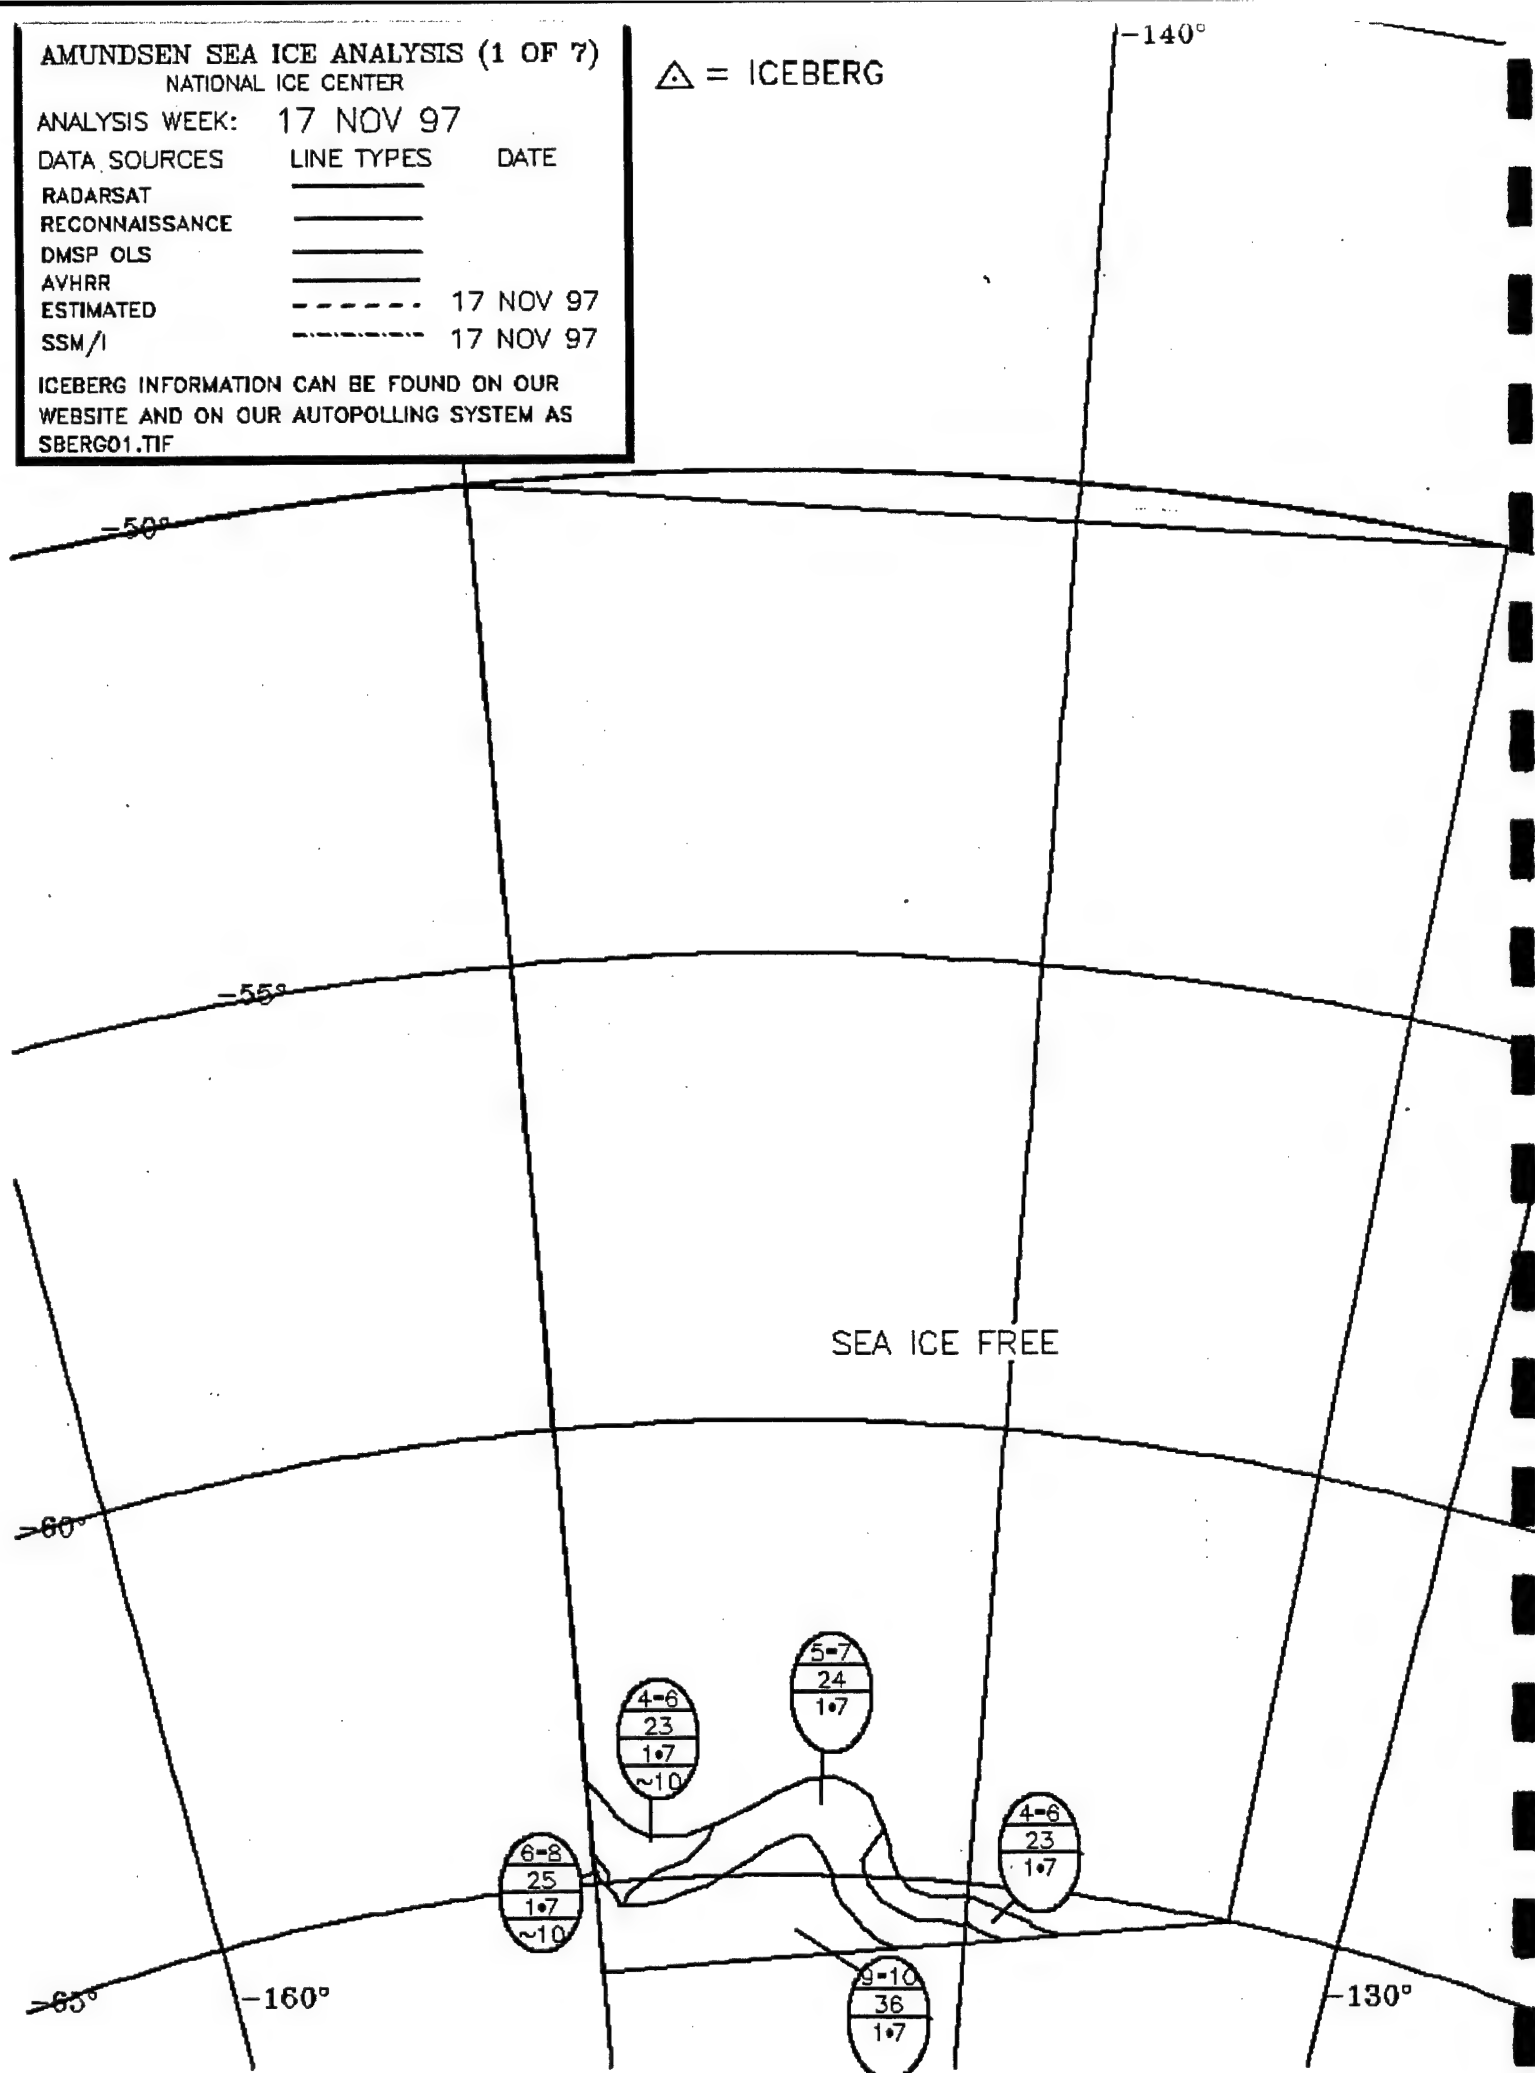 AMUNDSEN SEA ICE ANALYSIS (1 OF 7)
NATIONAL ICE CENTER
ANALYSIS WEEK: 17 NOV 97
DATA SOURCES LINE TYPES DATE
RADARSAT
RECONNAISSANCE
DMSP OLS
AVHRR
ESTIMATED 17 NOV 97
SSM/I 17 NOV 97
ICEBERG INFORMATION CAN BE FOUND ON OUR
WEBSITE AND ON OUR AUTOPOLLING SYSTEM AS
SBERG01.TIF
= ICEBERG
-140°
-50°
-55°
SEA ICE FREE
-60°
5-7
24
1•7
4-6
23
1•7
~10
4-6
23
1•7
6-8
25
1•7
~10
9-10
36
1•7
-65°
-160°
-130°